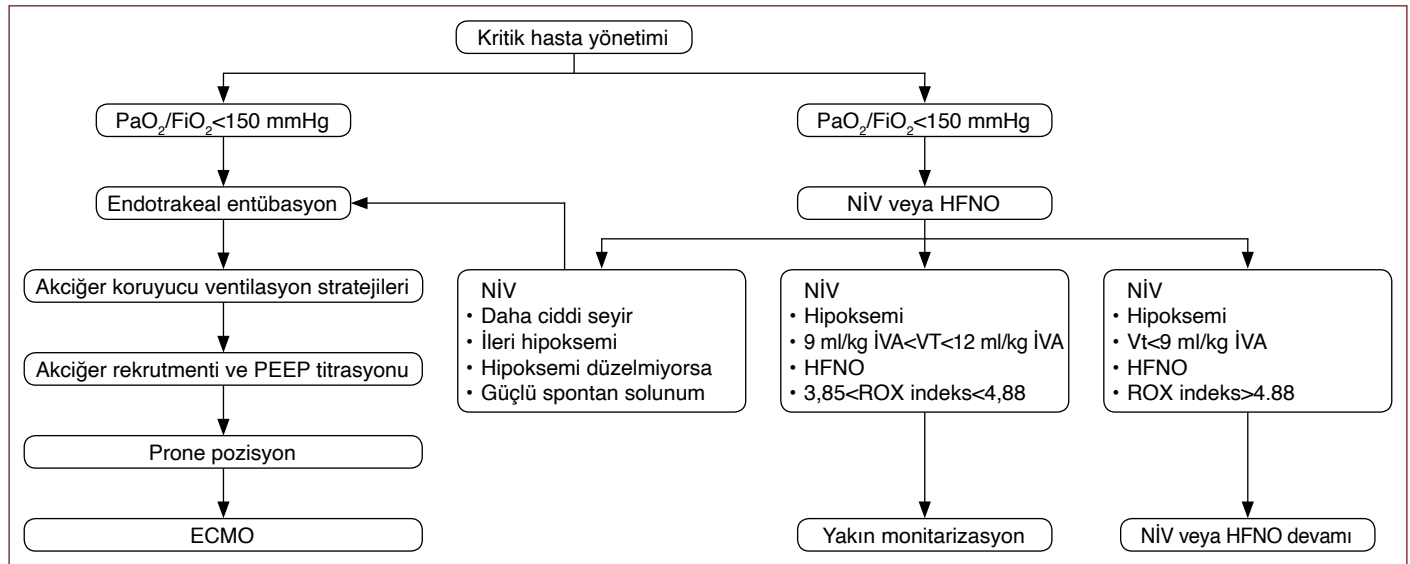 Kritik hasta yönetimi
PaO2/FiO2<150 mmHg
PaO2/FiO2<150 mmHg
Endotrakeal entübasyon
NİV veya HFNO
Akciğer koruyucu ventilasyon stratejileri
Akciğer rekrutmenti ve PEEP titrasyonu
Prone pozisyon
ECMO
NİV
• Daha ciddi seyir
• İleri hipoksemi
• Hipoksemi düzelmiyorsa
• Güçlü spontan solunum
NİV
• Hipoksemi
• 9 ml/kg İVA<VT<12 ml/kg İVA
• HFNO
• 3,85<ROX indeks<4,88
NİV
• Hipoksemi
• Vt<9 ml/kg İVA
• HFNO
• ROX indeks>4.88
Yakın monitarizasyon
NİV veya HFNO devamı